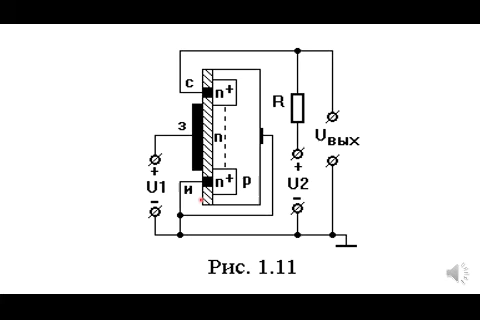 с
n+
R
з
n
Uвых
+
U1
-
и
n+
p
+
U2
-
Рис. 1.11